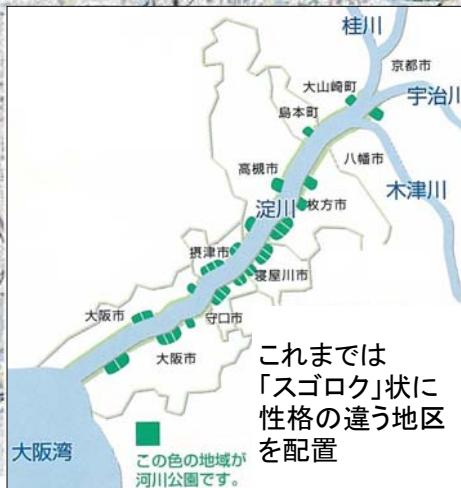 桂川
京都市
大山崎町
宇治川
島本町
八幡市
高槻市
木津川
淀川
枚方市
摂津市
寝屋川市
大阪市
守口市
大阪市
これまでは
「スゴロク」状に
性格の違う地区
を配置
大阪湾
この色の地域が
河川公園です。